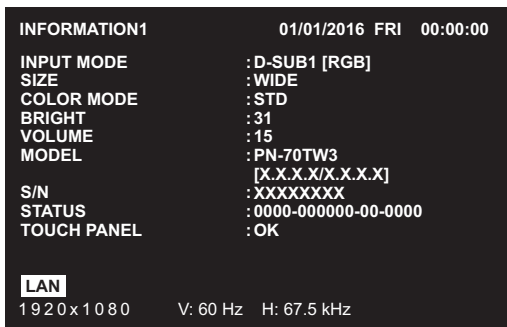 INFORMATION1 01/01/2016 FRI 00:00:00
INPUT MODE :D-SUB1 [RGB]
SIZE :WIDE
COLOR MODE :STD
BRIGHT :31
VOLUME :15
MODEL :PN-70TW3
[X.X.X.X/X.X.X.X]
S/N :XXXXXXXX
STATUS :0000-000000-00-0000
TOUCH PANEL :OK
LAN
1920x1080 V: 60 Hz H: 67.5 kHz